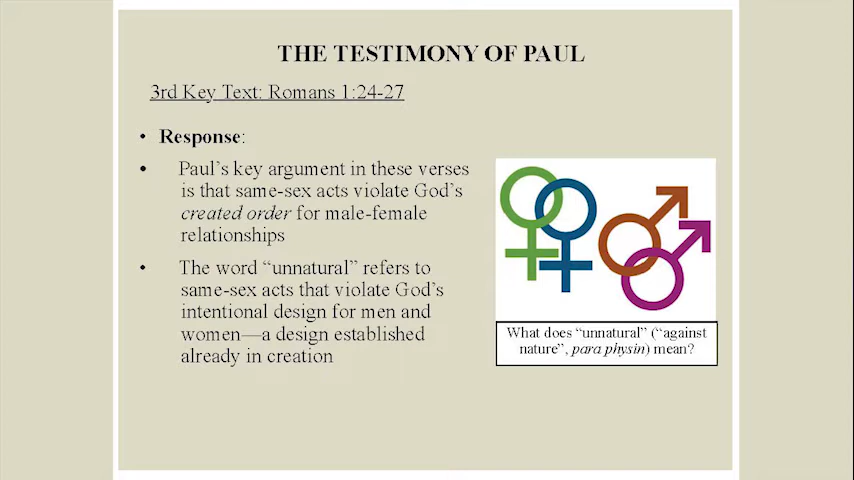 THE TESTIMONY OF PAUL
3rd Key Text: Romans 1:24-27
• Response:
• Paul's key argument in these verses
is that same-sex acts violate God's
created order for male-female
relationships
• The word “unnatural” refers to
same-sex acts that violate God's
intentional design for men and
women—a design established
already in creation
What does “unnatural” (“against
nature”, para physin) mean?